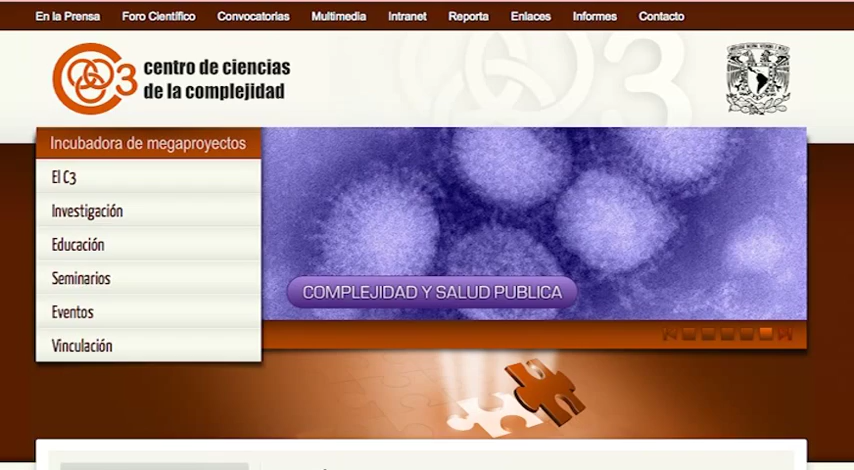 En la Prensa Foro Científico Convocatorias Multimedia Intranet Reporta Enlaces Informes Contacto
C3 centro de ciencias
de la complejidad
Incubadora de megaproyectos
El C3
Investigación
Educación
Seminarios
Eventos
Vinculación
COMPLEJIDAD Y SALUD PUBLICA